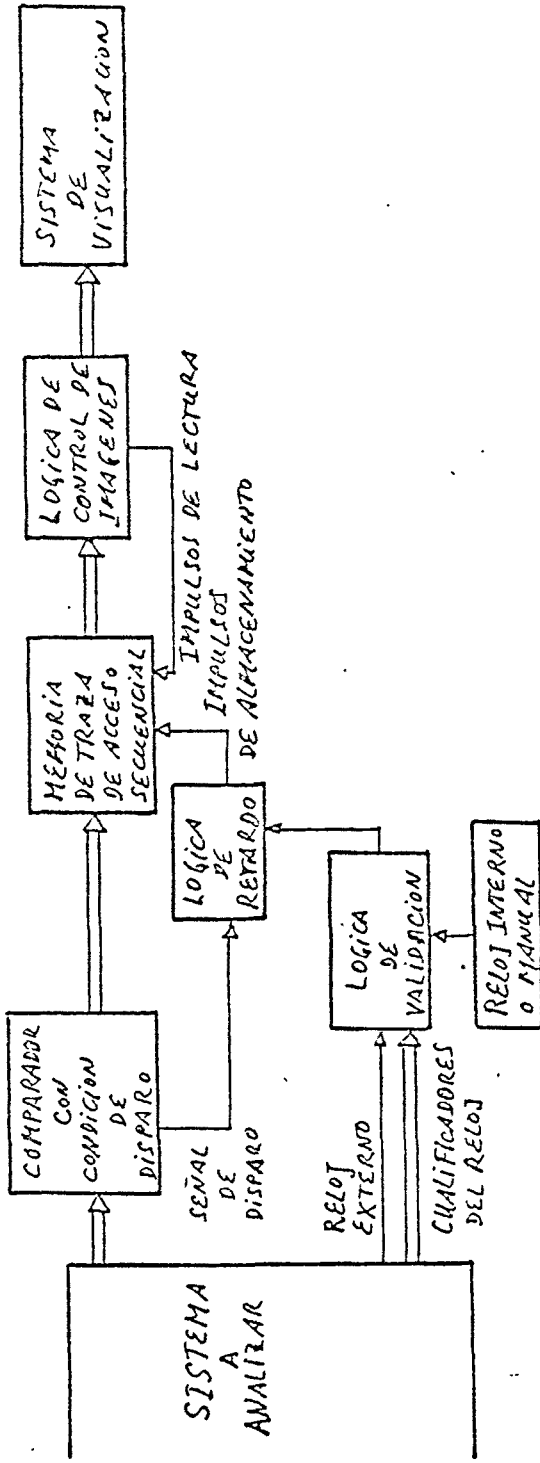 SISTEMA
A
ANALIZAR
COMPARADOR
CON
CONDICION
DE
DISPARO
SEÑAL
DE
DISPARO
RELOJ
EXTERNO
CUALIFICADORES
DEL RELOJ
LOGICA
DE
VALIDACION
RELOJ INTERNO
O MANUAL
LOGICA
DE
RETARDO
MEMORIA
DE TRAZA
DE ACCESO
SECUENCIAL
IMPULSOS DE LECTURA
IMPULSOS
DE ALMACENAMIENTO
LOGICA DE
CONTROL DE
IMAGENES
SISTEMA
DE
VISUALIZACION